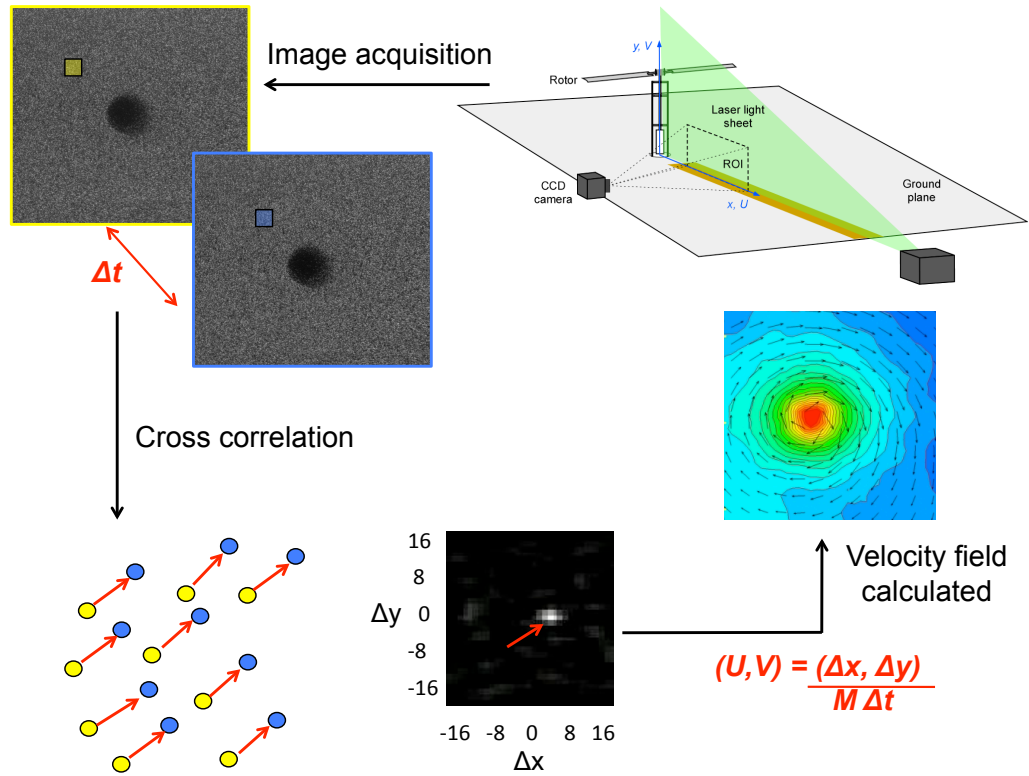 Image acquisition
y, V
Rotor
Laser light
sheet
ROI
CCD
camera
x, U
Ground
plane
Δt
Cross correlation
16
8
0
-8
-16
Δy
-16 -8 0 8 16
Δx
Velocity field
calculated
(U,V) = (Δx, Δy)
M Δt